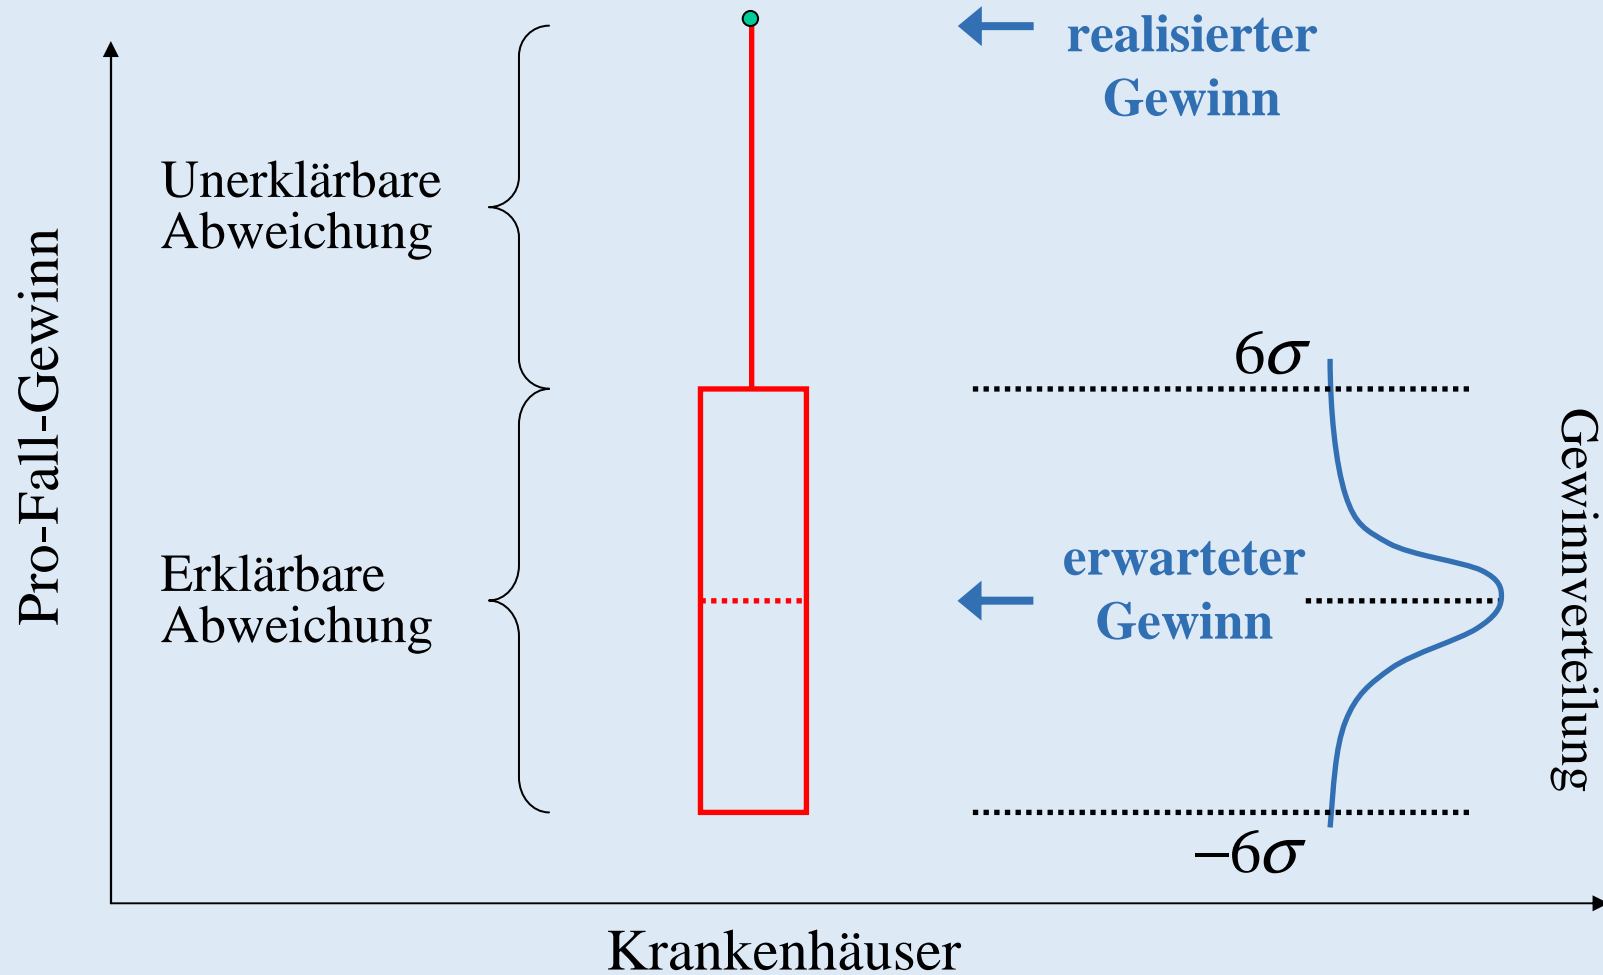 realisierter
Gewinn
Unerklärbare
Abweichung
Pro-Fall-Gewinn
6σ
Gewinnverteilung
erwarteter
Gewinn
Erklärbare
Abweichung
−6σ
Krankenhäuser